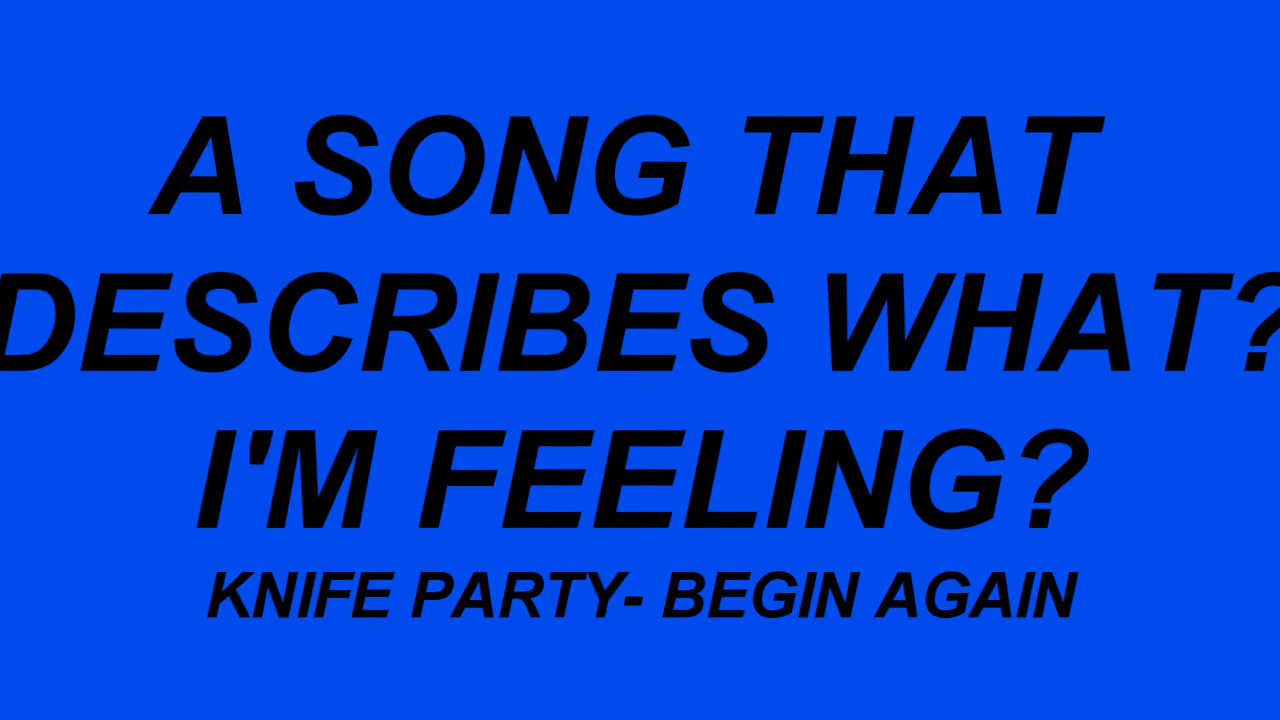 A SONG THAT
DESCRIBES WHAT?
I'M FEELING?
KNIFE PARTY- BEGIN AGAIN